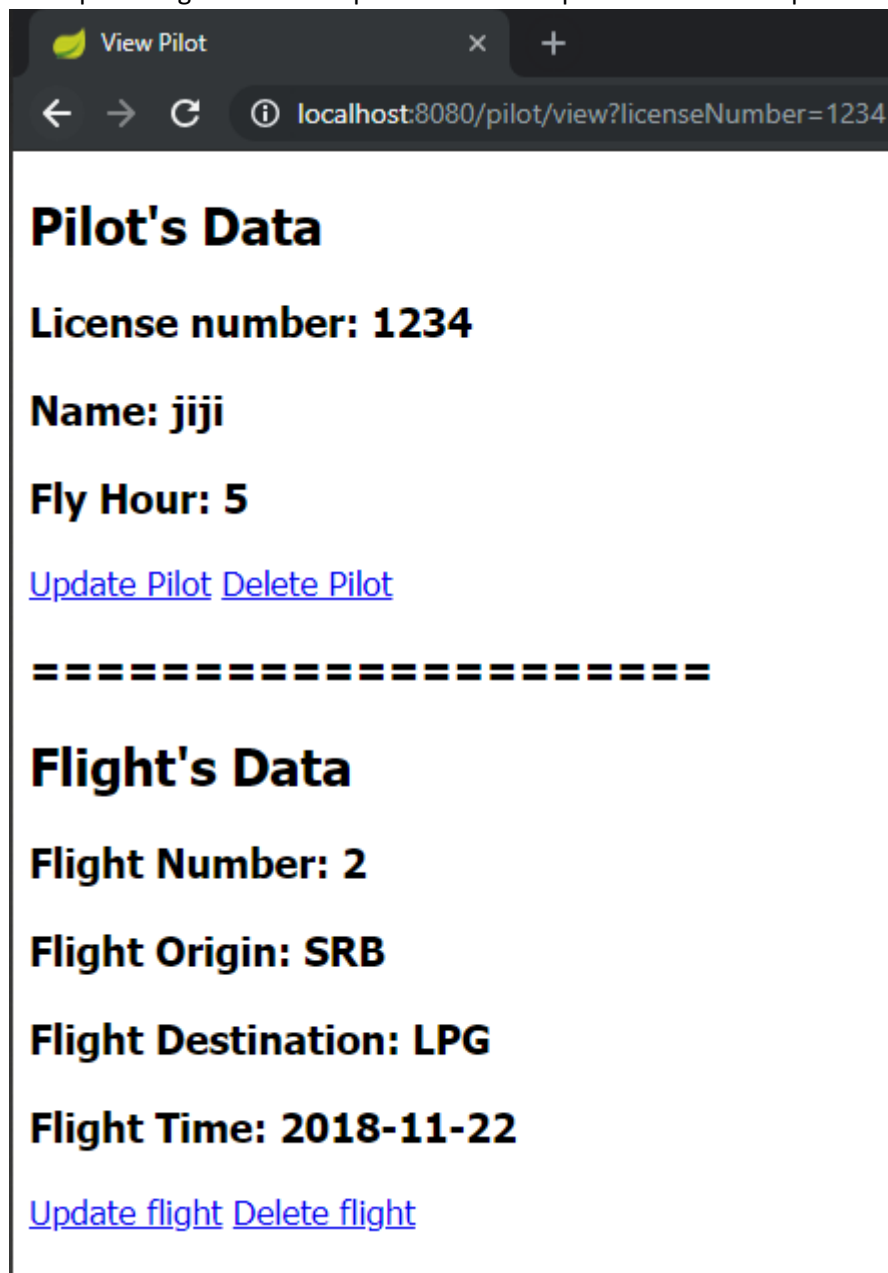 View Pilot
localhost:8080/pilot/view?licenseNumber=1234
Pilot's Data
License number: 1234
Name: jiji
Fly Hour: 5
Update Pilot Delete Pilot
=====================
Flight's Data
Flight Number: 2
Flight Origin: SRB
Flight Destination: LPG
Flight Time: 2018-11-22
Update flight Delete flight